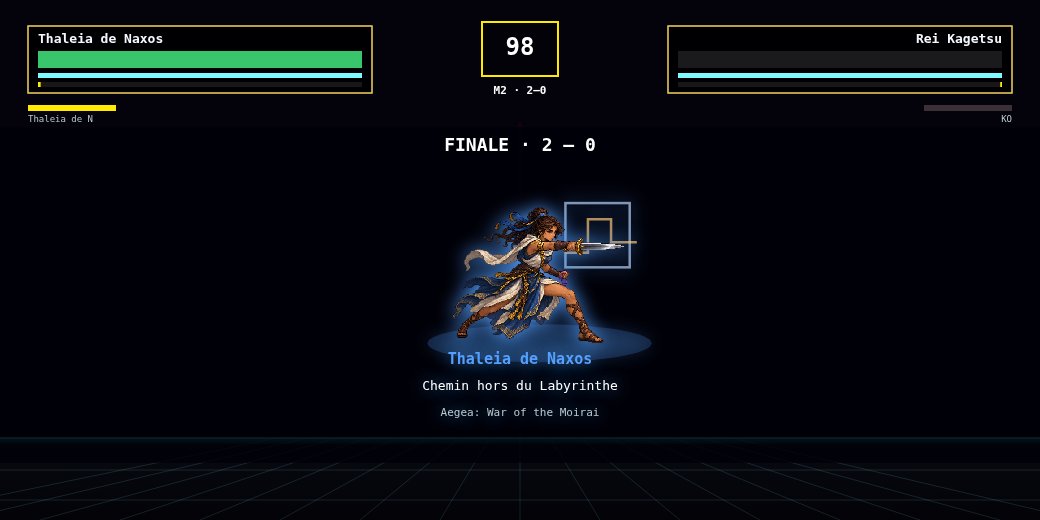 Thaleia de Naxos
98
Rei Kagetsu
M2 · 2–0
Thaleia de N
KO
FINALE · 2 — 0
Thaleia de Naxos
Chemin hors du Labyrinthe
Aegea: War of the Moirai